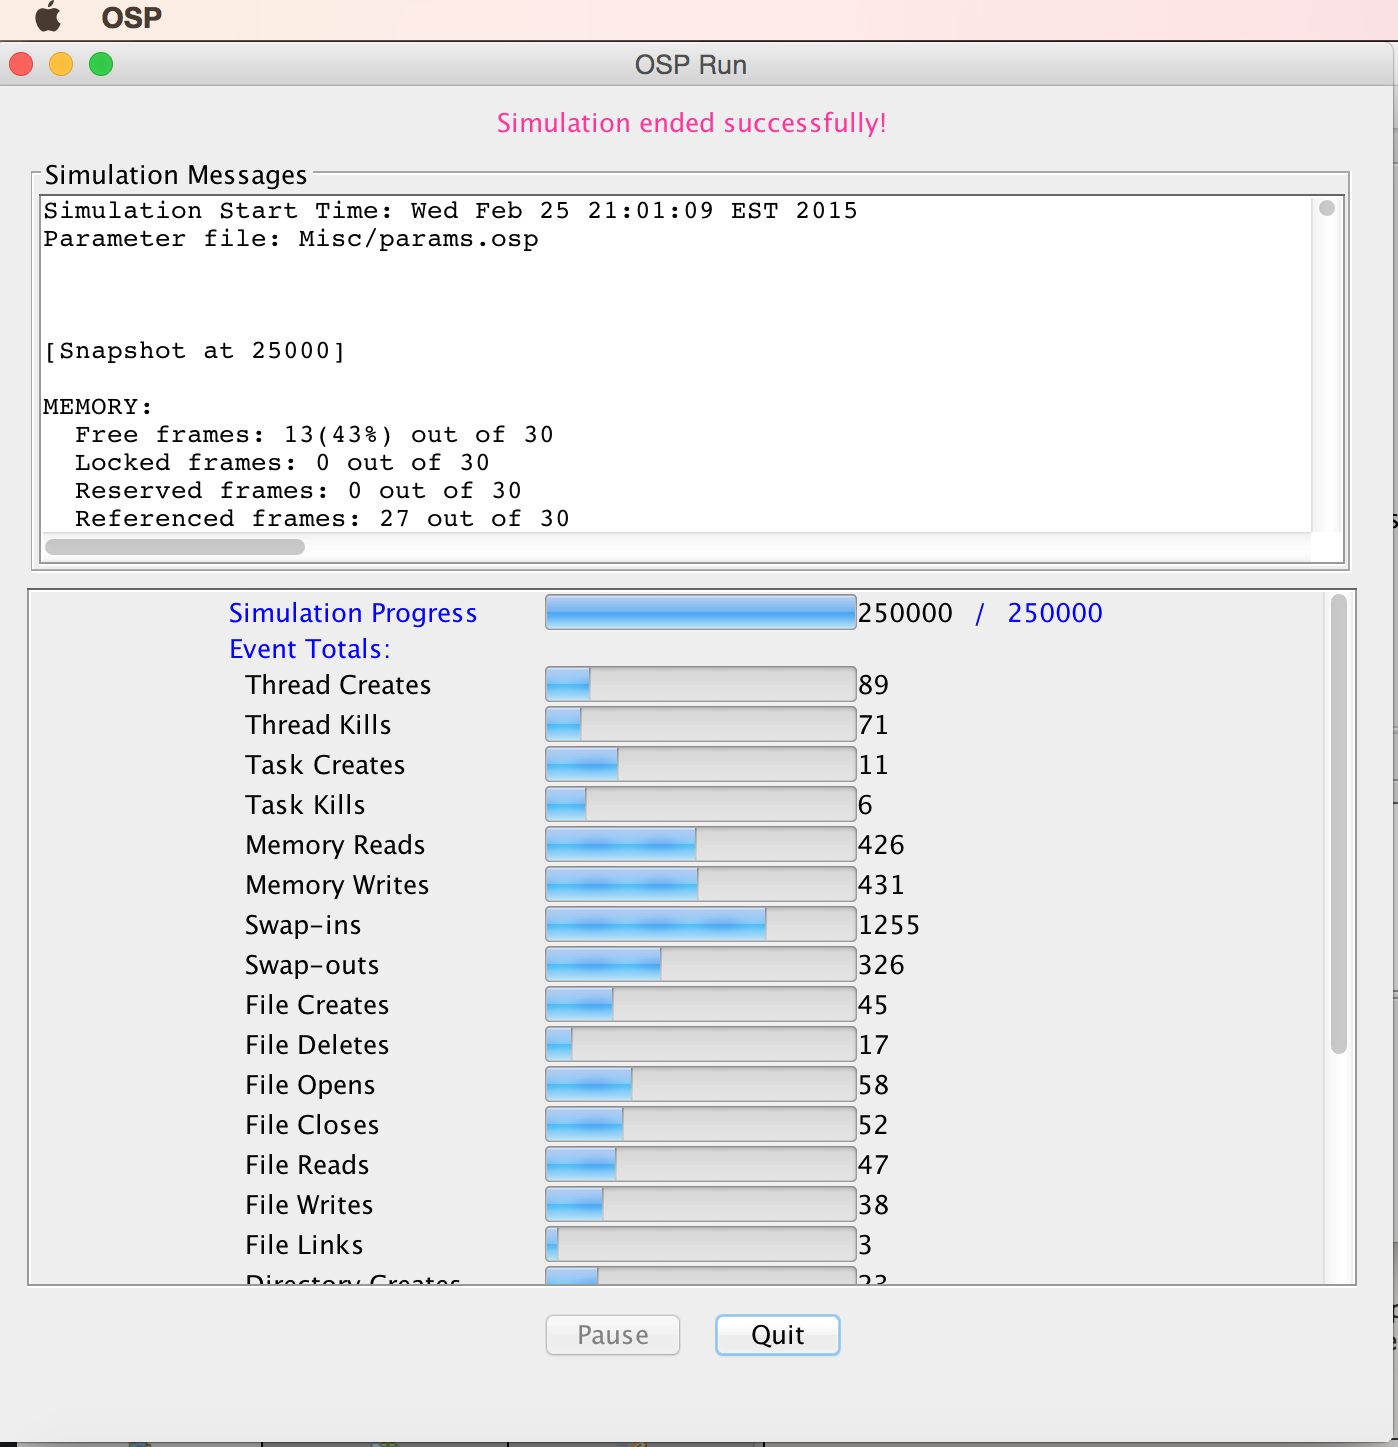 OSP
OSP Run
Simulation ended successfully!
Simulation Messages
Simulation Start Time: Wed Feb 25 21:01:09 EST 2015
Parameter file: Misc/params.osp
[Snapshot at 25000]
MEMORY:
Free frames: 13(43%) out of 30
Locked frames: 0 out of 30
Reserved frames: 0 out of 30
Referenced frames: 27 out of 30
Simulation Progress 250000 / 250000
Event Totals:
Thread Creates 89
Thread Kills 71
Task Creates 11
Task Kills 6
Memory Reads 426
Memory Writes 431
Swap-ins 1255
Swap-outs 326
File Creates 45
File Deletes 17
File Opens 58
File Closes 52
File Reads 47
File Writes 38
File Links 3
Directory Creates 23
Pause Quit